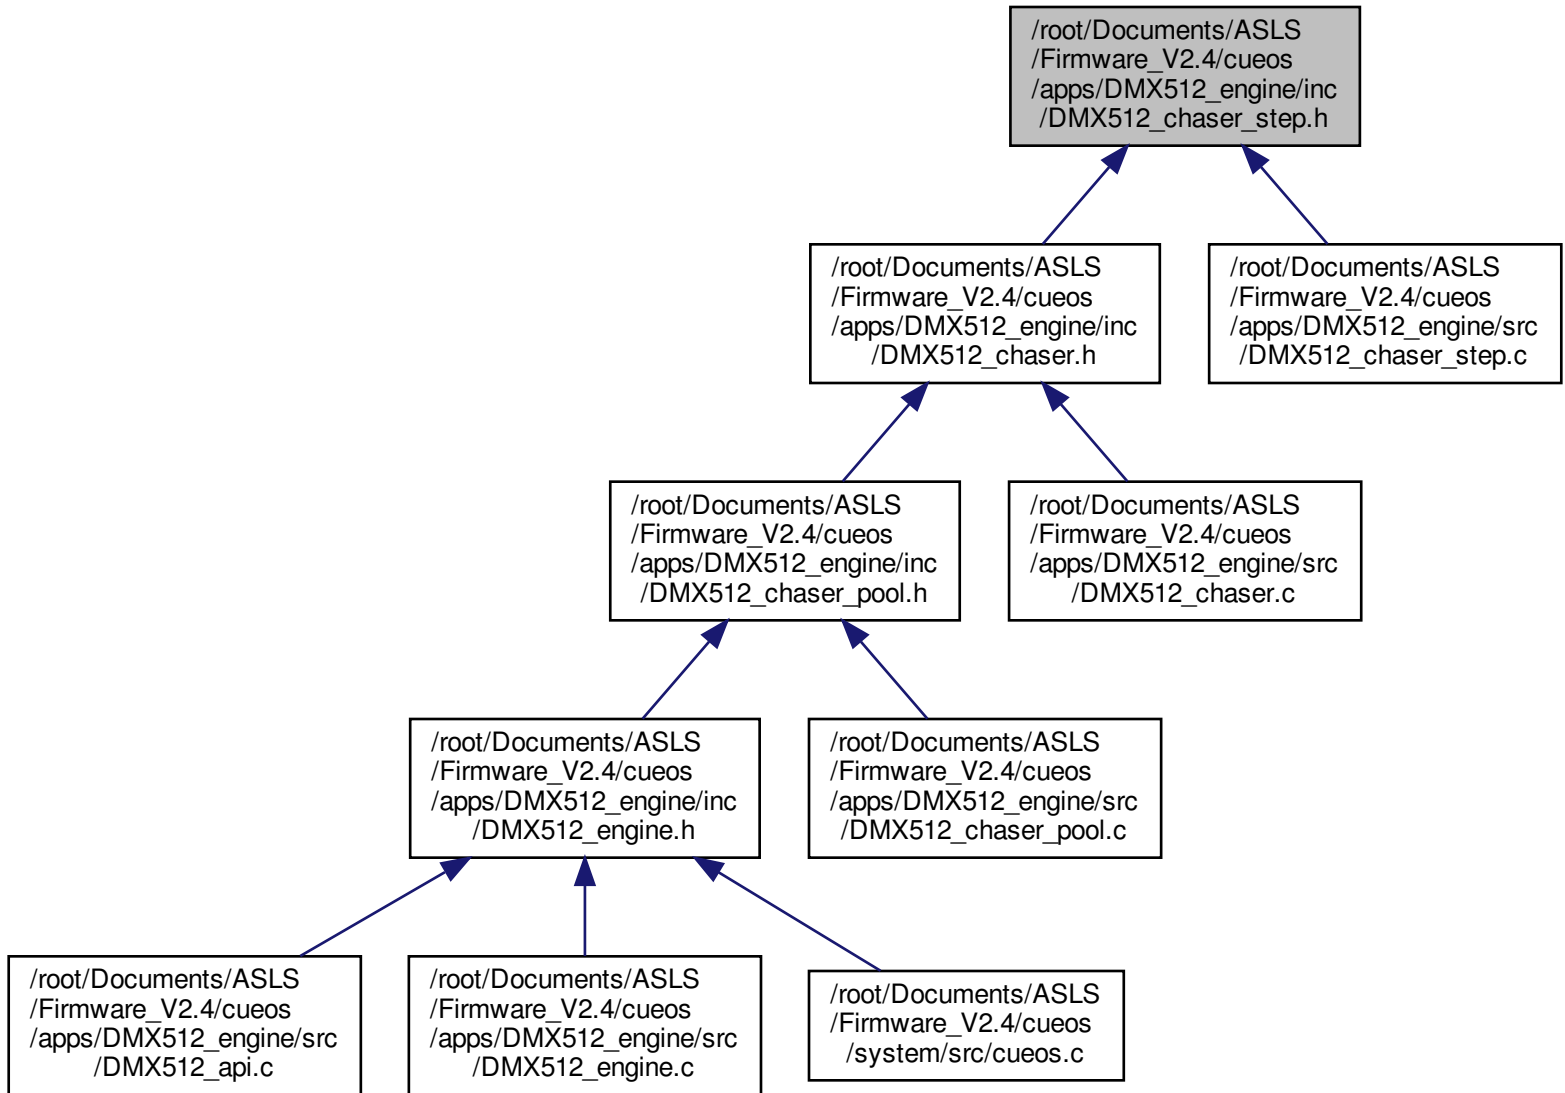 /root/Documents/ASLS
/Firmware_V2.4/cueos
/apps/DMX512_engine/inc
/DMX512_chaser_step.h
/root/Documents/ASLS
/Firmware_V2.4/cueos
/apps/DMX512_engine/inc
/DMX512_chaser.h
/root/Documents/ASLS
/Firmware_V2.4/cueos
/apps/DMX512_engine/src
/DMX512_chaser_step.c
/root/Documents/ASLS
/Firmware_V2.4/cueos
/apps/DMX512_engine/inc
/DMX512_chaser_pool.h
/root/Documents/ASLS
/Firmware_V2.4/cueos
/apps/DMX512_engine/src
/DMX512_chaser.c
/root/Documents/ASLS
/Firmware_V2.4/cueos
/apps/DMX512_engine/inc
/DMX512_engine.h
/root/Documents/ASLS
/Firmware_V2.4/cueos
/apps/DMX512_engine/src
/DMX512_chaser_pool.c
/root/Documents/ASLS
/Firmware_V2.4/cueos
/apps/DMX512_engine/src
/DMX512_api.c
/root/Documents/ASLS
/Firmware_V2.4/cueos
/apps/DMX512_engine/src
/DMX512_engine.c
/root/Documents/ASLS
/Firmware_V2.4/cueos
/system/src/cueos.c